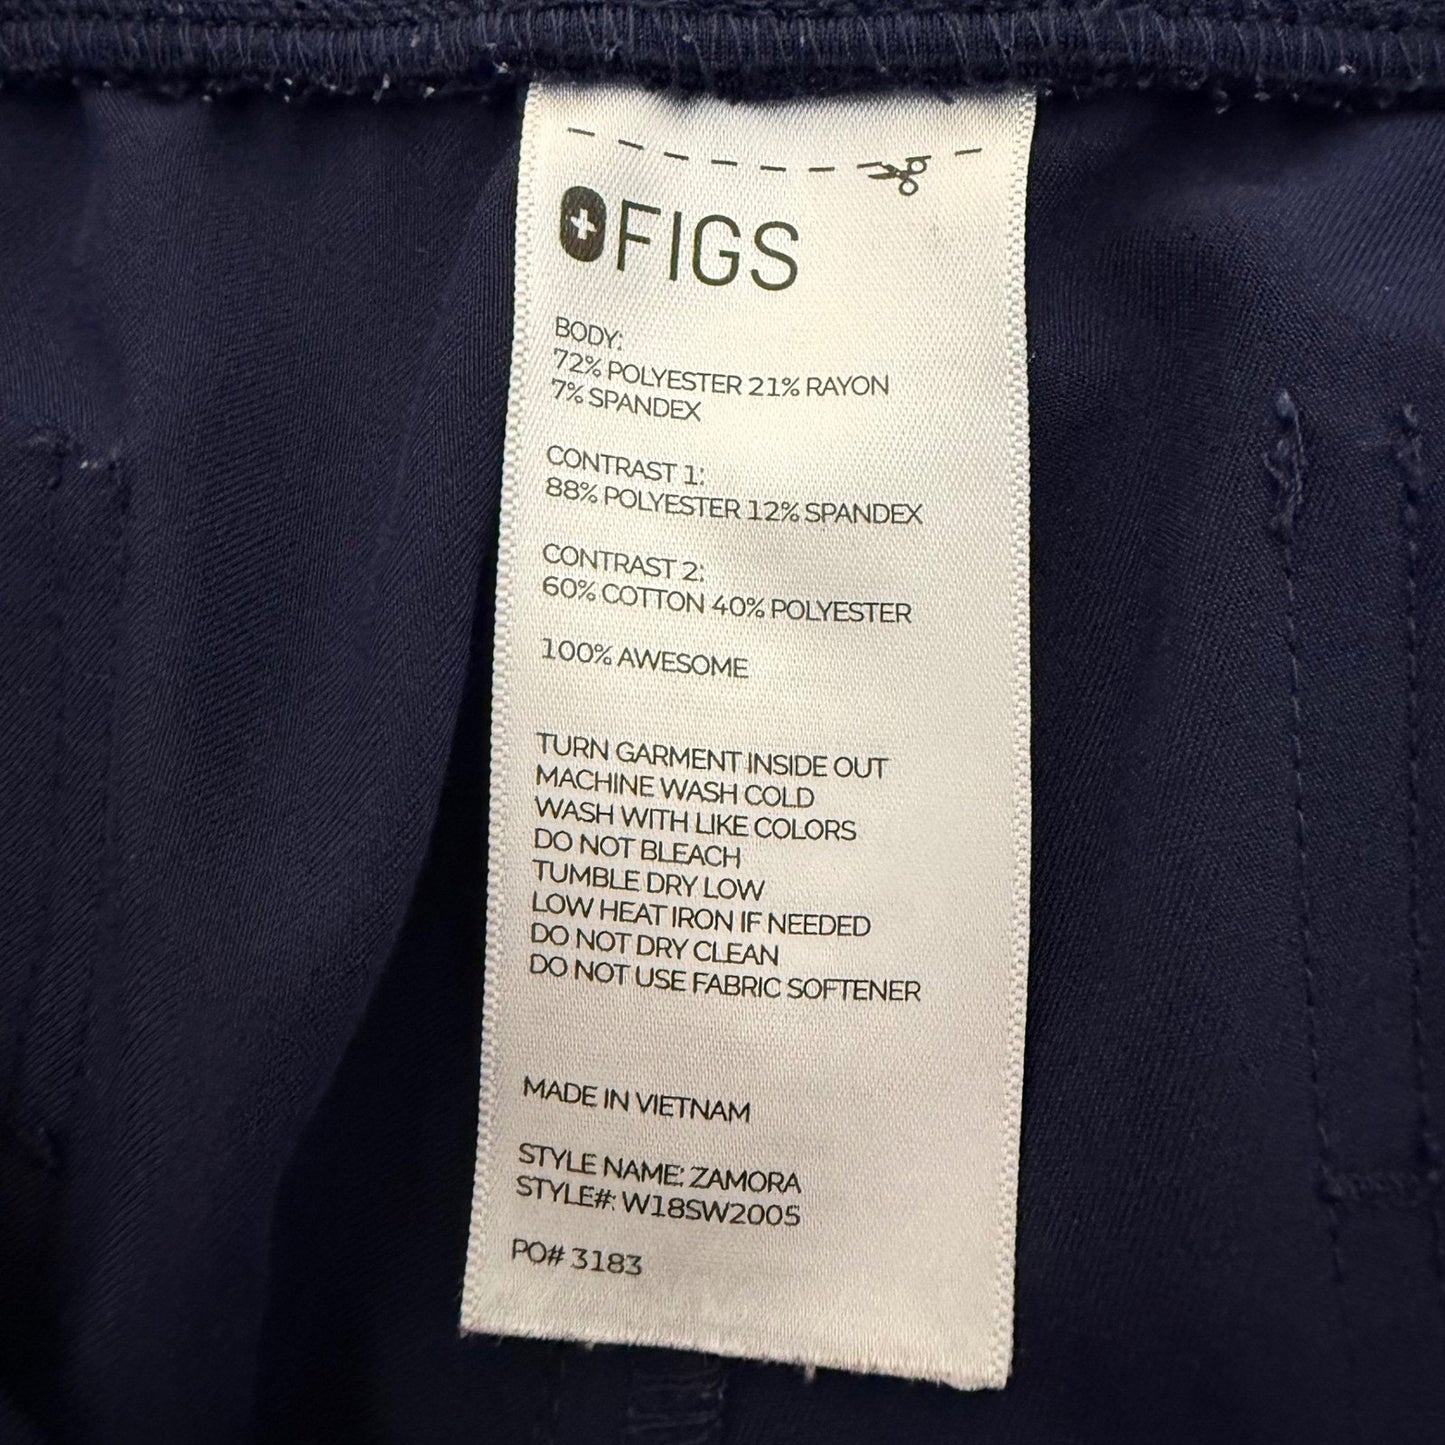 FIGS
BODY:
72% POLYESTER 21% RAYON
7% SPANDEX
CONTRAST 1:
88% POLYESTER 12% SPANDEX
CONTRAST 2:
60% COTTON 40% POLYESTER
100% AWESOME
TURN GARMENT INSIDE OUT
MACHINE WASH COLD
WASH WITH LIKE COLORS
DO NOT BLEACH
TUMBLE DRY LOW
LOW HEAT IRON IF NEEDED
DO NOT DRY CLEAN
DO NOT USE FABRIC SOFTENER
MADE IN VIETNAM
STYLE NAME: ZAMORA
STYLE#: W18SW2005
PO# 3183